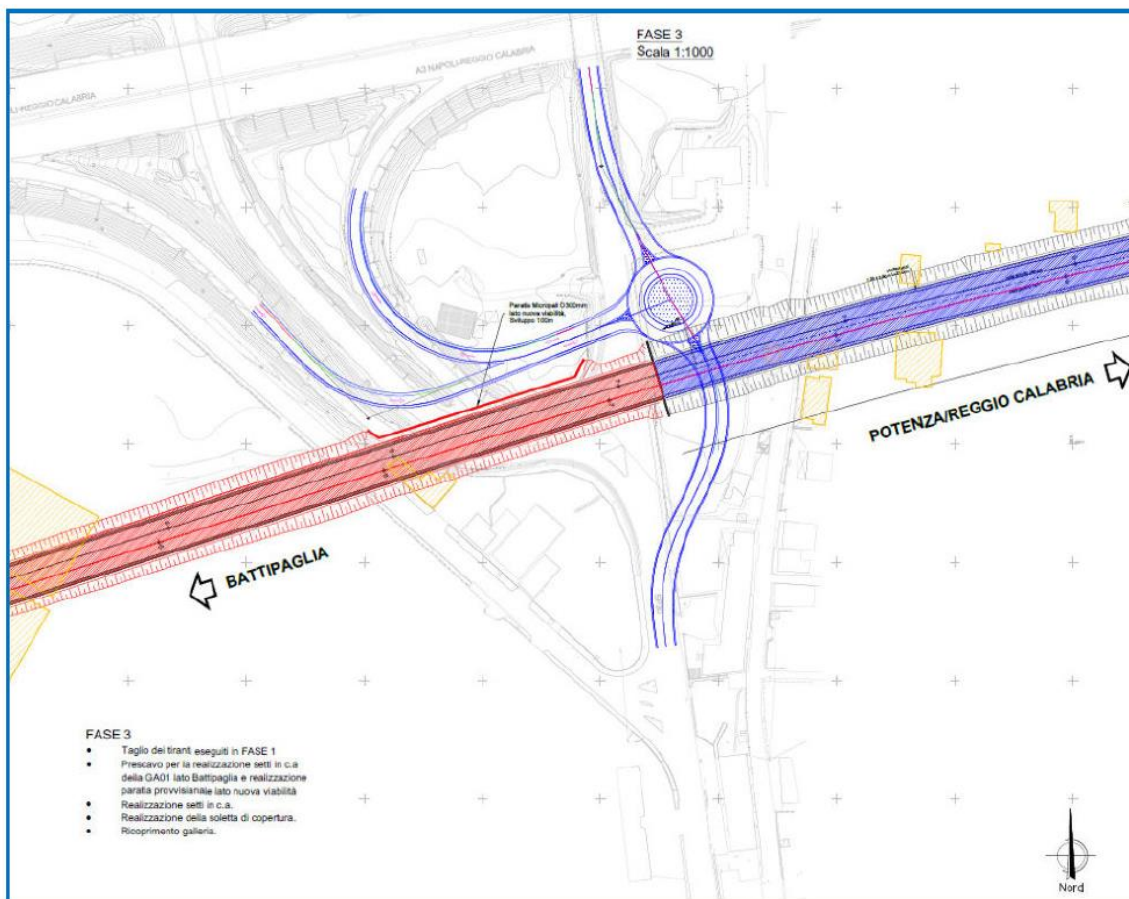 FASE 3
Scala 1:1000
A3 NAPOLI-REGGIO CALABRIA
LI-REGGIO CALABRIA
Paratia Micropali D300mm
lato nuova viabilità,
Sviluppo 100m
POTENZA/REGGIO CALABRIA
BATTIPAGLIA
FASE 3
• Taglio dei tiranti eseguiti in FASE 1
• Prescavo per la realizzazione setti in c.a
della GA01 lato Battipaglia e realizzazione
paratia provvisionale lato nuova viabilità
• Realizzazione setti in c.a.
• Realizzazione della soletta di copertura.
• Ricoprimento galleria.
Nord